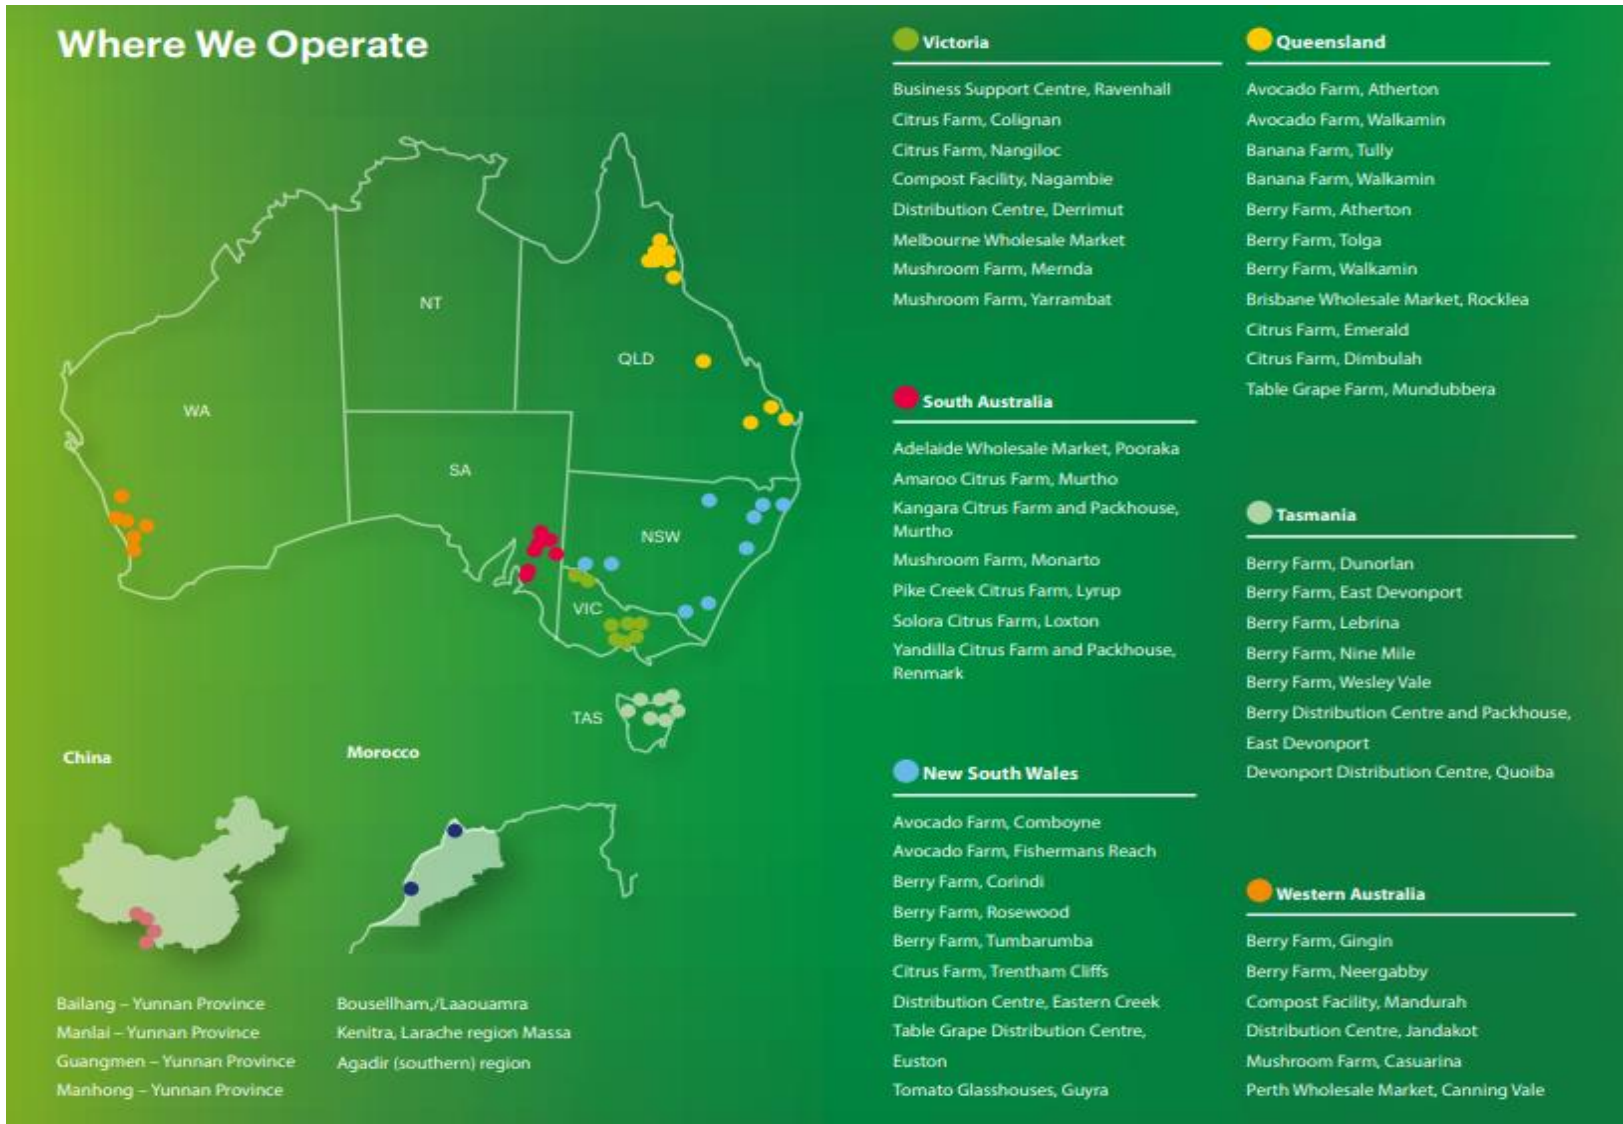 Where We Operate
NT
QLD
WA
SA
NSW
VIC
TAS
China
Morocco
Bailang – Yunnan Province
Manlai – Yunnan Province
Guangmen – Yunnan Province
Manhong – Yunnan Province
Bousellham,/Laaouamra
Kenitra, Larache region Massa
Agadir (southern) region
Victoria
Business Support Centre, Ravenhall
Citrus Farm, Colignan
Citrus Farm, Nangiloc
Compost Facility, Nagambie
Distribution Centre, Derrimut
Melbourne Wholesale Market
Mushroom Farm, Mernda
Mushroom Farm, Yarrambat
South Australia
Adelaide Wholesale Market, Pooraka
Amaroo Citrus Farm, Murtho
Kangara Citrus Farm and Packhouse,
Murtho
Mushroom Farm, Monarto
Pike Creek Citrus Farm, Lyrup
Solora Citrus Farm, Loxton
Yandilla Citrus Farm and Packhouse,
Renmark
New South Wales
Avocado Farm, Comboyne
Avocado Farm, Fishermans Reach
Berry Farm, Corindi
Berry Farm, Rosewood
Berry Farm, Tumbarumba
Citrus Farm, Trentham Cliffs
Distribution Centre, Eastern Creek
Table Grape Distribution Centre,
Euston
Tomato Glasshouses, Guyra
Queensland
Avocado Farm, Atherton
Avocado Farm, Walkamin
Banana Farm, Tully
Banana Farm, Walkamin
Berry Farm, Atherton
Berry Farm, Tolga
Berry Farm, Walkamin
Brisbane Wholesale Market, Rocklea
Citrus Farm, Emerald
Citrus Farm, Dimbulah
Table Grape Farm, Mundubbera
Tasmania
Berry Farm, Dunorlan
Berry Farm, East Devonport
Berry Farm, Lebrina
Berry Farm, Nine Mile
Berry Farm, Wesley Vale
Berry Distribution Centre and Packhouse,
East Devonport
Devonport Distribution Centre, Quoiba
Western Australia
Berry Farm, Gingin
Berry Farm, Neergabby
Compost Facility, Mandurah
Distribution Centre, Jandakot
Mushroom Farm, Casuarina
Perth Wholesale Market, Canning Vale